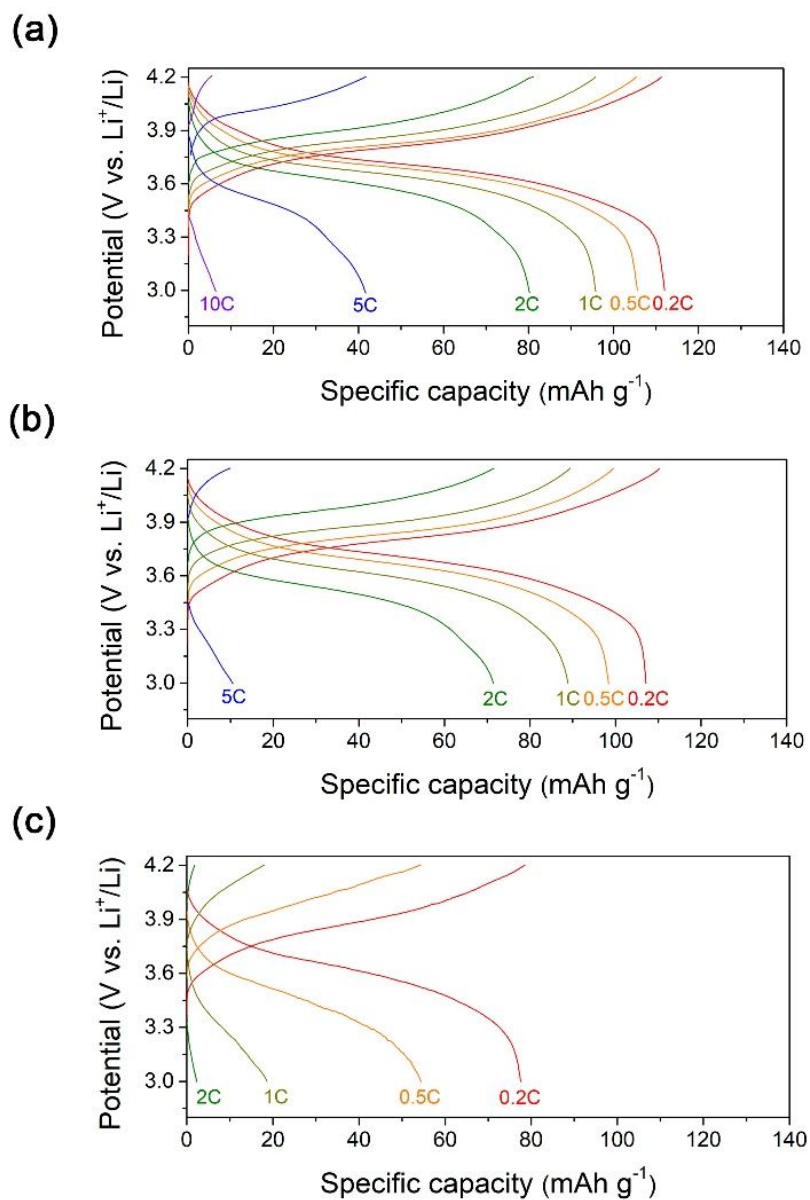 (a)
Potential (V vs. Li⁺/Li)
4.2
3.9
3.6
3.3
3.0
10C 5C 2C 1C 0.5C 0.2C
0 20 40 60 80 100 120 140
Specific capacity (mAh g⁻¹)
(b)
Potential (V vs. Li⁺/Li)
4.2
3.9
3.6
3.3
3.0
5C 2C 1C 0.5C 0.2C
0 20 40 60 80 100 120 140
Specific capacity (mAh g⁻¹)
(c)
Potential (V vs. Li⁺/Li)
4.2
3.9
3.6
3.3
3.0
2C 1C 0.5C 0.2C
0 20 40 60 80 100 120 140
Specific capacity (mAh g⁻¹)